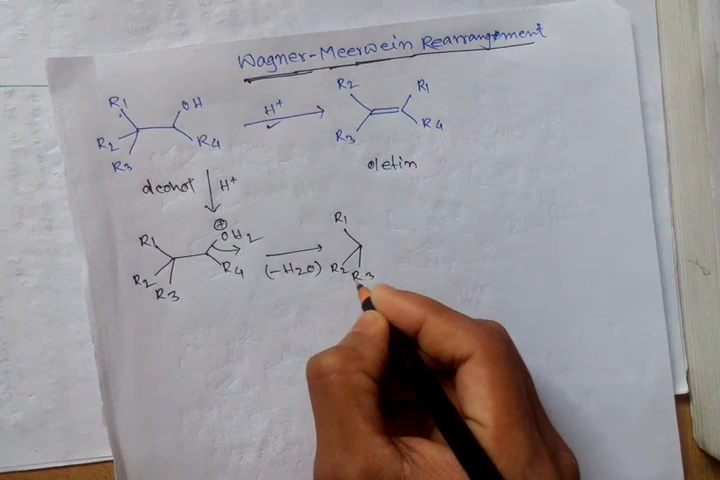 Wagner-Meerwein Rearrangement
R1 OH H+ R2 R1
R2 R3 R4 R3 R4
alcohol H+ olefin
R1 ⊕ OH2 (-H2O) R1
R2 R3 R4 R2 R3